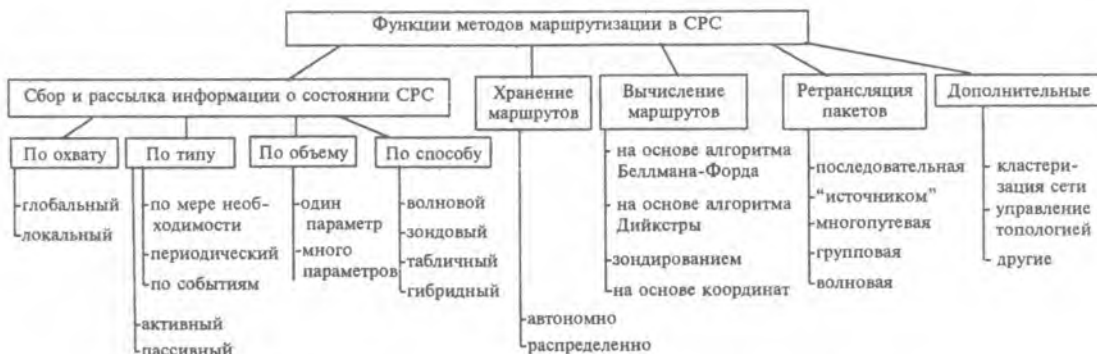 Функции методов маршрутизации в СРС
Сбор и рассылка информации о состоянии СРС
Хранение
маршрутов
Вычисление
маршрутов
Ретрансляция
пакетов
Дополнительные
По охвату
По типу
По объему
По способу
глобальный
локальный
по мере необ-
ходимости
периодический
по событиям
активный
пассивный
один
параметр
много
параметров
волновой
зондовый
табличный
гибридный
автономно
распределенно
на основе алгоритма
Беллмана-Форда
на основе алгоритма
Дийкстры
зондированием
на основе координат
последовательная
“источником”
многопутевая
групповая
волновая
кластери-
зация сети
управление
топологией
другие